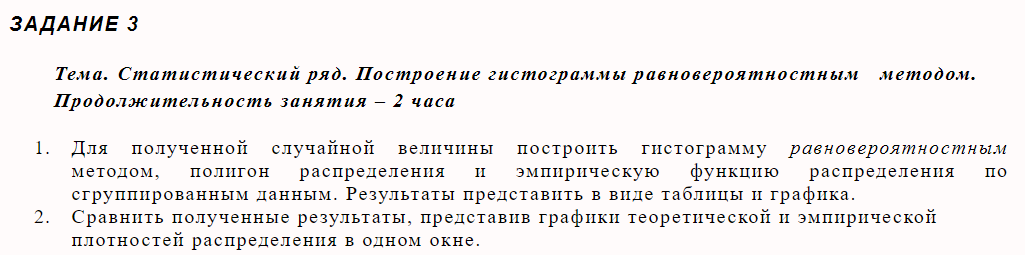 ЗАДАНИЕ 3
Тема. Статистический ряд. Построение гистограммы равновероятностным методом.
Продолжительность занятия – 2 часа
1. Для полученной случайной величины построить гистограмму равновероятностным
методом, полигон распределения и эмпирическую функцию распределения по
сгруппированным данным. Результаты представить в виде таблицы и графика.
2. Сравнить полученные результаты, представив графики теоретической и эмпирической
плотностей распределения в одном окне.